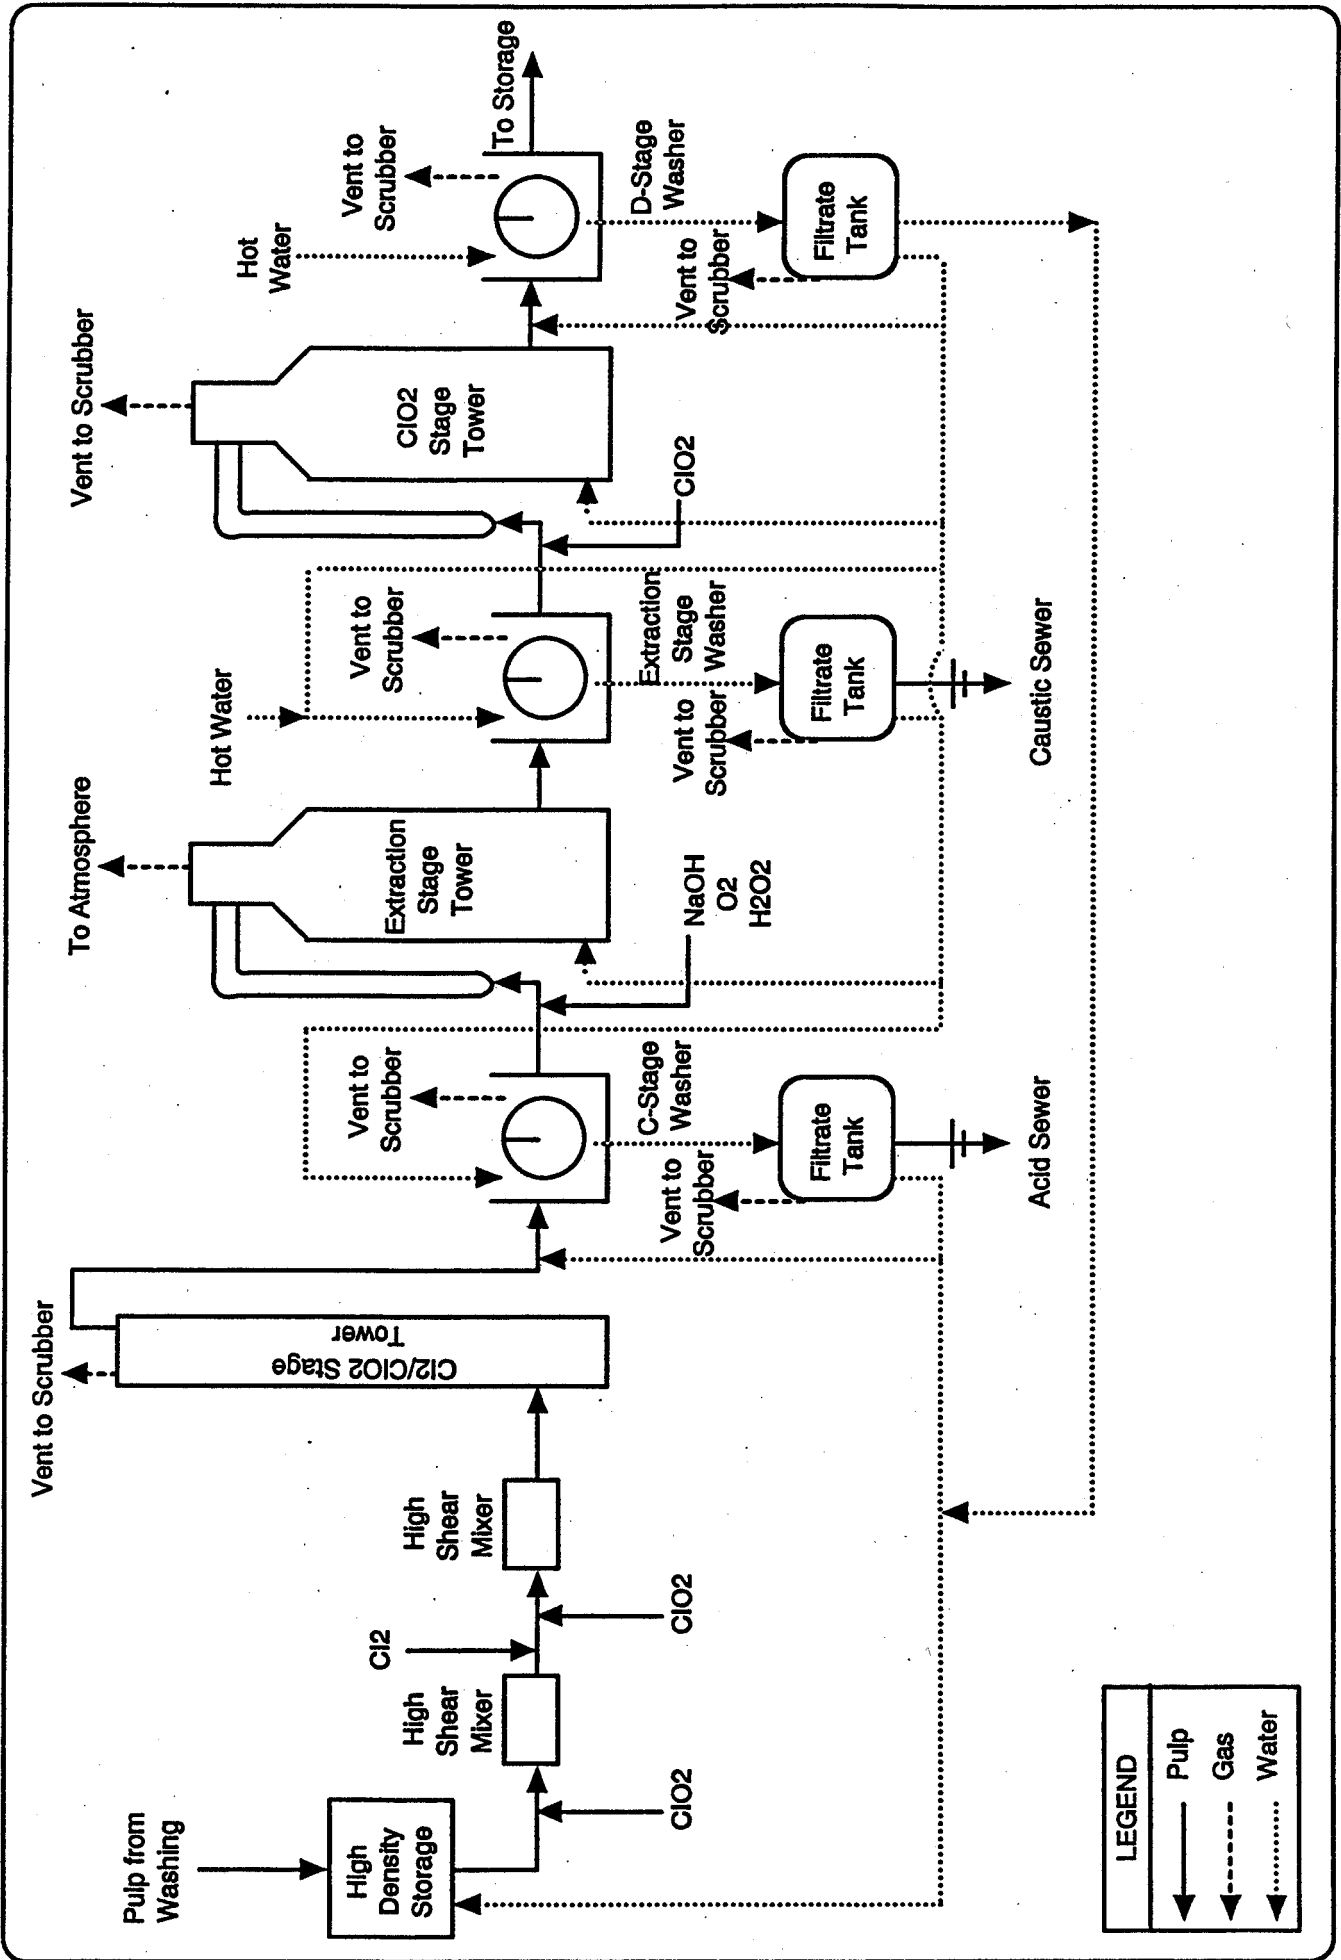 Pulp from
Washing
High
Density
Storage
ClO2
High
Shear
Mixer
Cl2
ClO2
High
Shear
Mixer
Vent to Scrubber
Cl2/ClO2 Stage
Tower
Vent to
Scrubber
C-Stage
Washer
Vent to
Scrubber
Filtrate
Tank
Acid Sewer
NaOH
O2
H2O2
To Atmosphere
Extraction
Stage
Tower
Hot Water
Vent to
Scrubber
Extraction
Stage
Washer
Vent to
Scrubber
Filtrate
Tank
Caustic Sewer
ClO2
Vent to Scrubber
ClO2
Stage
Tower
Hot
Water
Vent to
Scrubber
To Storage
D-Stage
Washer
Vent to
Scrubber
Filtrate
Tank
LEGEND
Pulp
Gas
Water